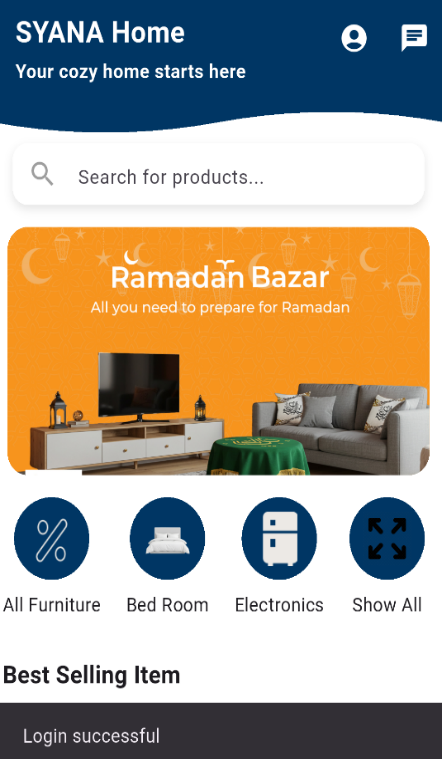 SYANA Home
Your cozy home starts here
Search for products...
Ramadan Bazar
All you need to prepare for Ramadan
All Furniture
Bed Room
Electronics
Show All
Best Selling Item
Login successful